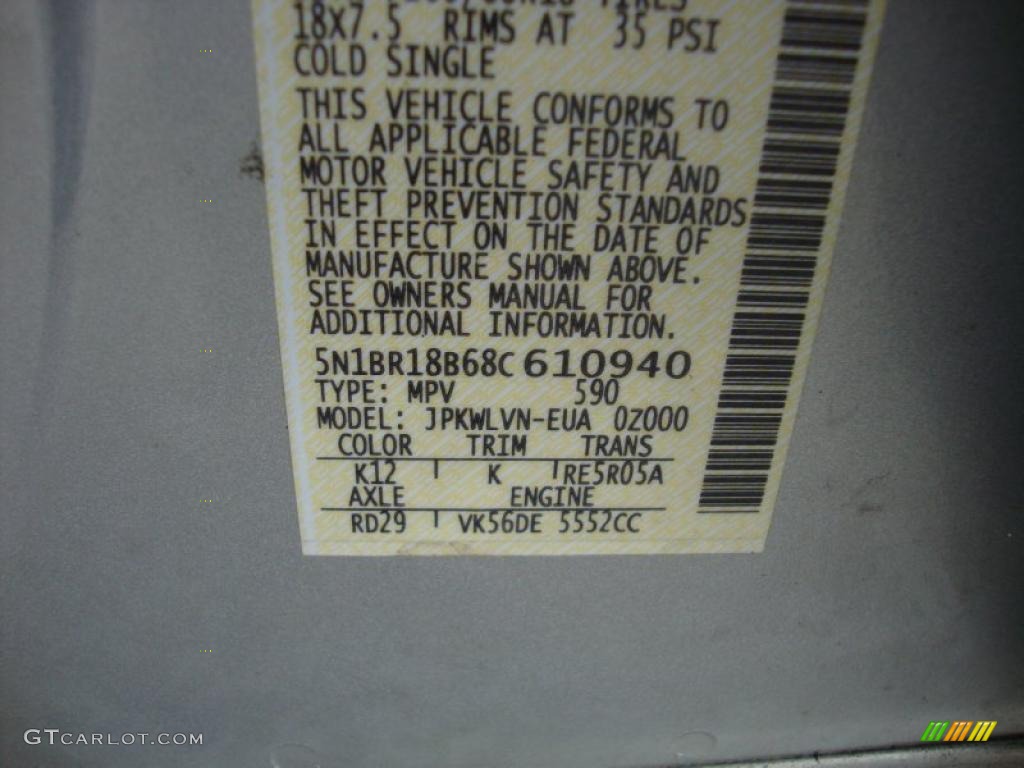 18X7.5 RIMS AT 35 PSI
COLD SINGLE
THIS VEHICLE CONFORMS TO
ALL APPLICABLE FEDERAL
MOTOR VEHICLE SAFETY AND
THEFT PREVENTION STANDARDS
IN EFFECT ON THE DATE OF
MANUFACTURE SHOWN ABOVE.
SEE OWNERS MANUAL FOR
ADDITIONAL INFORMATION.
5N1BR18B68C 610940
TYPE: MPV 590
MODEL: JPKWLVN-EUA 0Z000
COLOR TRIM TRANS
K12 K RE5R05A
AXLE ENGINE
RD29 VK56DE 5552CC
GTCARLOT.COM